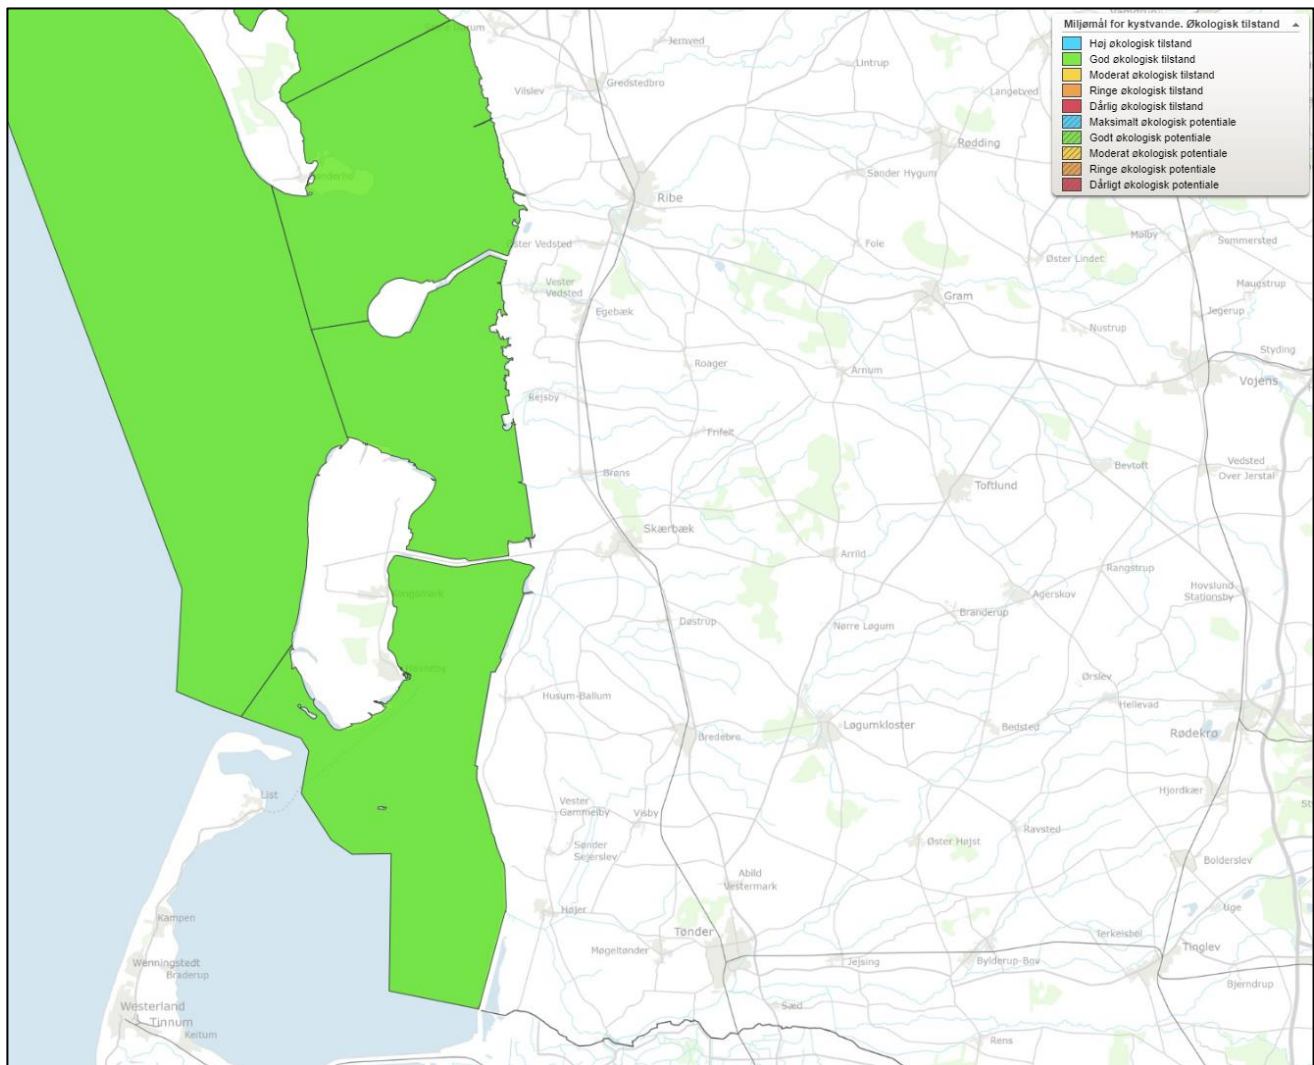 Miljømål for kystvande. Økologisk tilstand
Høj økologisk tilstand
God økologisk tilstand
Moderat økologisk tilstand
Ringe økologisk tilstand
Dårlig økologisk tilstand
Maksimalt økologisk potentiale
Godt økologisk potentiale
Moderat økologisk potentiale
Ringe økologisk potentiale
Dårligt økologisk potentiale
Jernved
Gredstedbro
Vilslev
Lintrup
Langetved
Rødding
Sønder Hygum
Ribe
Fole
Øster Lindet
Mølby
Sommersted
Vester
Vedsted
Egebæk
Gram
Maugstrup
Jegerup
Nustrup
Styding
Roager
Arnum
Vojens
Rejsby
Frifelt
Brøns
Bevtoft
Vedsted
Over Jerstal
Toftlund
Skærbæk
Arrild
Rangstrup
Hovslund
Stationsby
Agerskov
Branderup
Døstrup
Nørre Løgum
Husum-Ballum
Ørslev
Hellevad
Løgumkloster
Bedsted
Bredebro
Rødekro
List
Hjordkær
Vester
Gammelby
Visby
Ravsted
Sønder
Sejerslev
Øster Højst
Bolderslev
Abild
Vestermark
Højer
Kampen
Uge
Terkelsbøl
Tønder
Møgeltønder
Jejsing
Bylderup-Bov
Tinglev
Wenningstedt
Braderup
Bjerndrup
Westerland
Tinnum
Keitum
Sæd
Rens